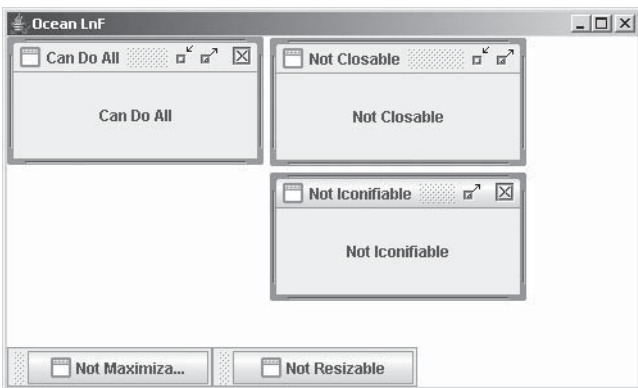 Ocean LnF
Can Do All
Can Do All
Not Closable
Not Closable
Not Iconifiable
Not Iconifiable
Not Maximiza...
Not Resizable